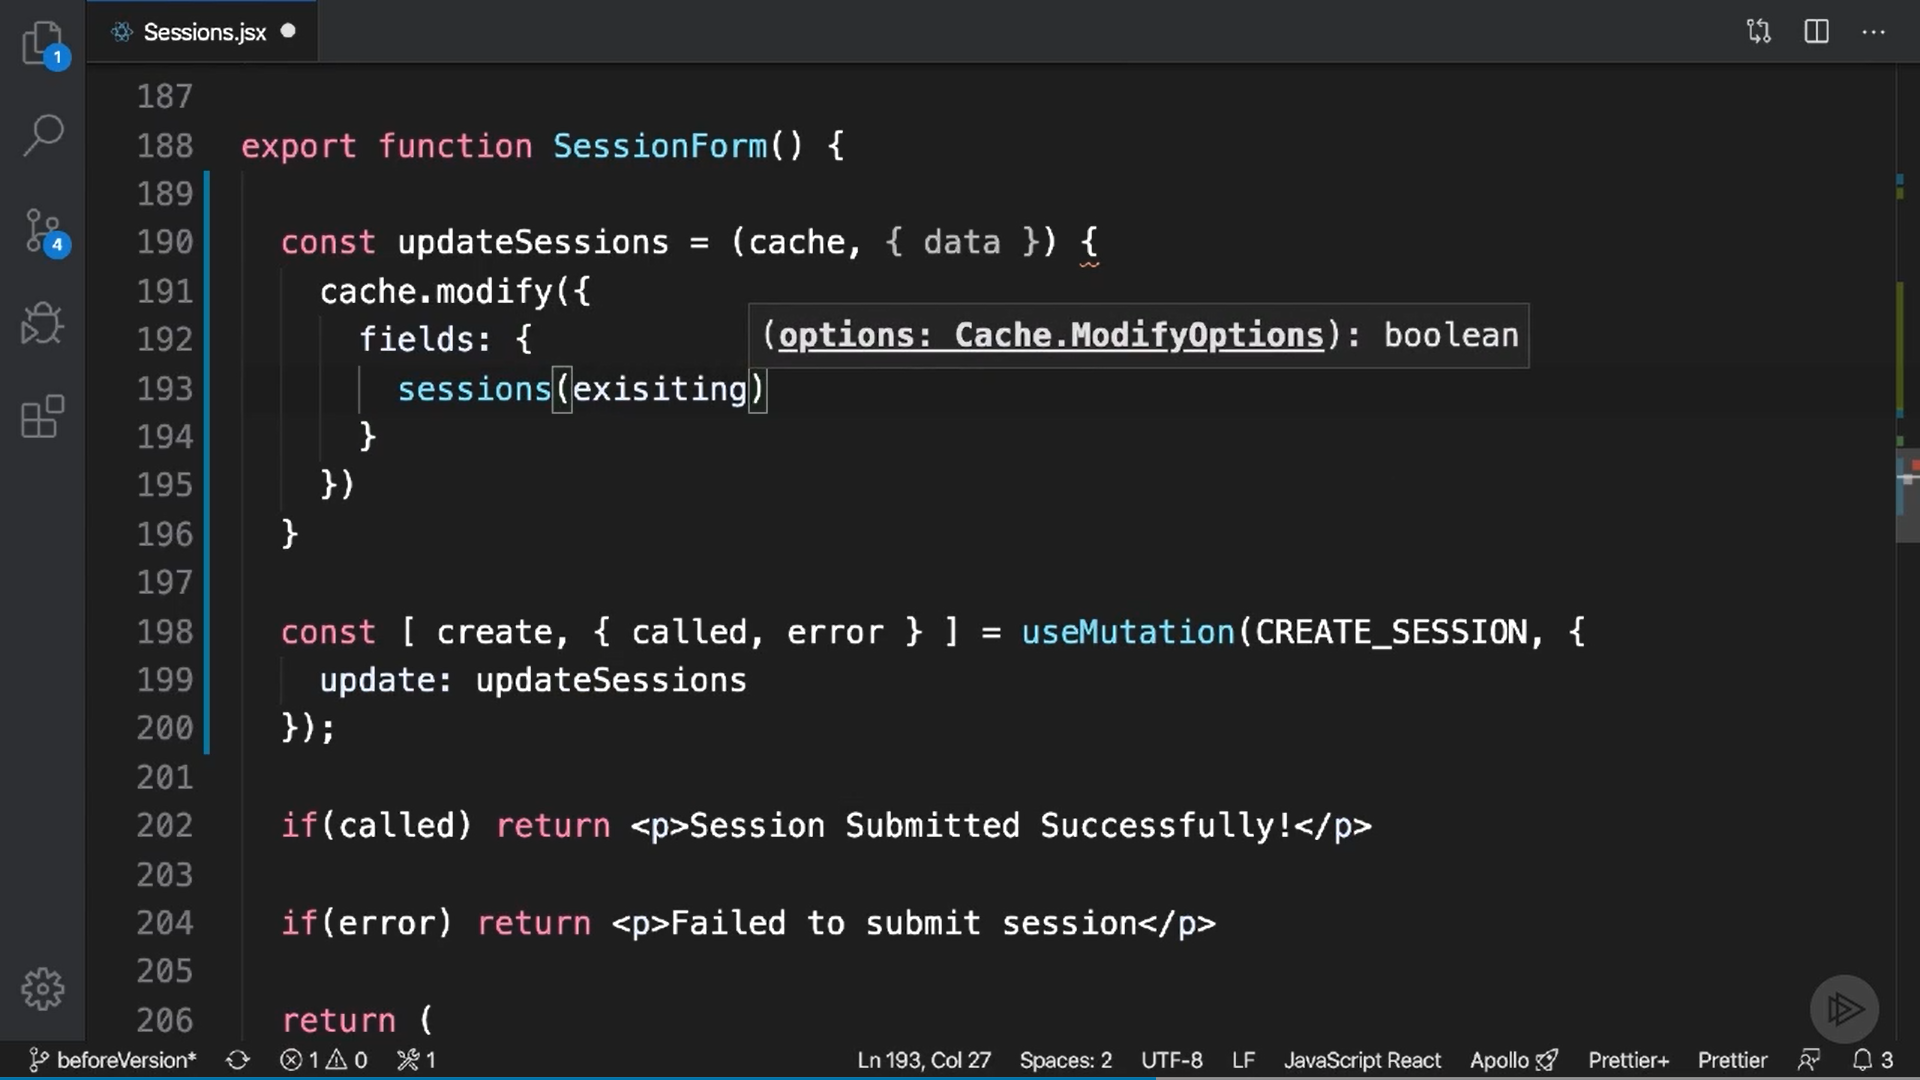 1
Sessions.jsx
187
188 export function SessionForm() {
189
190 const updateSessions = (cache, { data }) {
191 cache.modify({
192 fields: {
(options: Cache.ModifyOptions): boolean
193 sessions(exisiting)
194 }
195 })
196 }
197
198 const [ create, { called, error } ] = useMutation(CREATE_SESSION, {
199 update: updateSessions
200 });
201
202 if(called) return <p>Session Submitted Successfully!</p>
203
204 if(error) return <p>Failed to submit session</p>
205
206 return (
4
beforeVersion* 1 0 1 Ln 193, Col 27 Spaces: 2 UTF-8 LF JavaScript React Apollo Prettier+ Prettier 3